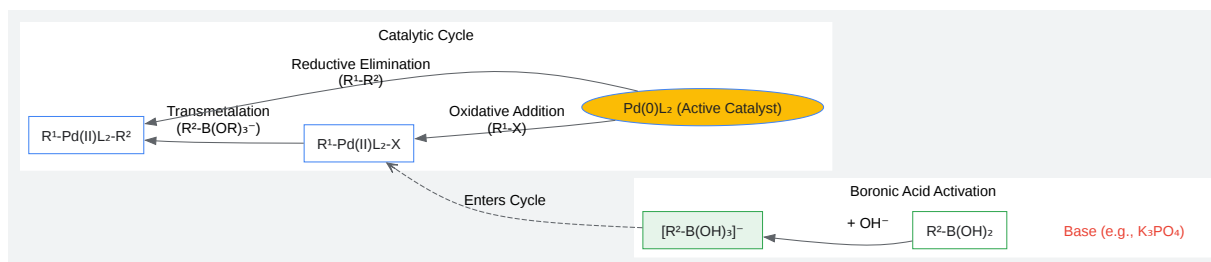 Catalytic Cycle
Reductive Elimination
(R¹-R²)
Transmetalation
(R²-B(OR)₃⁻)
Oxidative Addition
(R¹-X)
Pd(0)L₂ (Active Catalyst)
R¹-Pd(II)L₂-R²
R¹-Pd(II)L₂-X
Boronic Acid Activation
Enters Cycle
+ OH⁻
[R²-B(OH)₃]⁻
R²-B(OH)₂
Base (e.g., K₃PO₄)